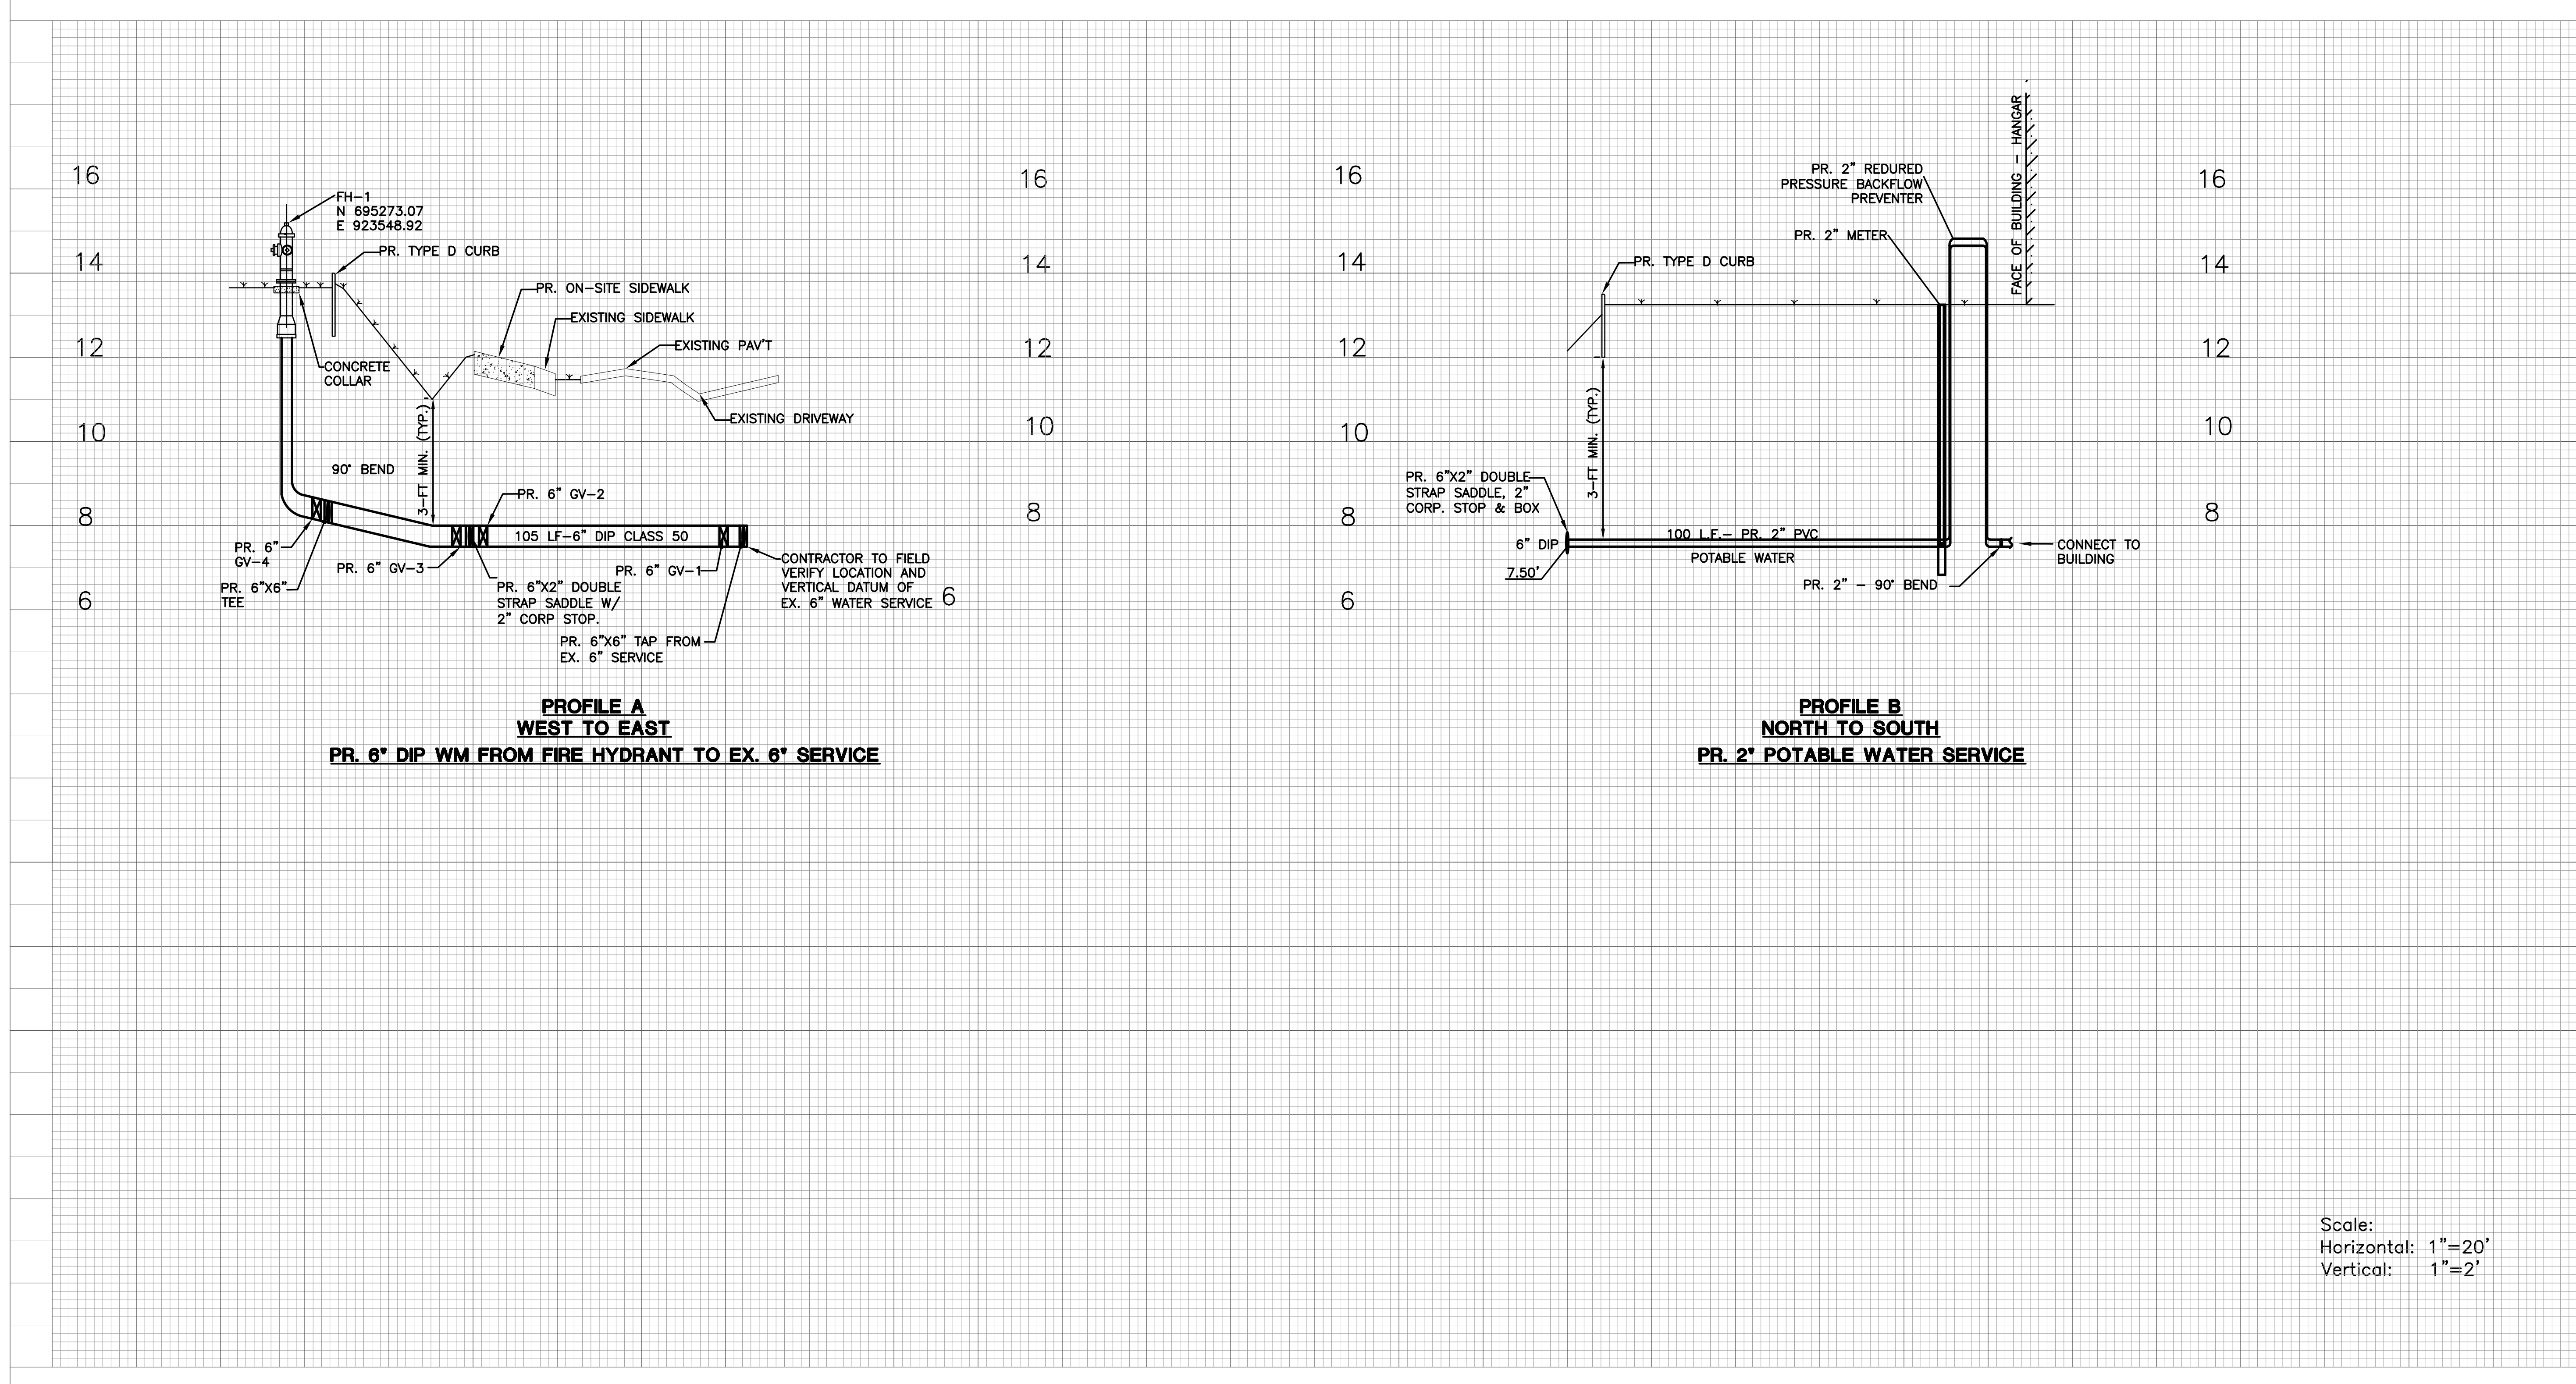 16
14
12
10
8
6
FH-1
N 695273.07
E 923548.92
PR. TYPE D CURB
PR. ON-SITE SIDEWALK
EXISTING SIDEWALK
EXISTING PAV'T
EXISTING DRIVEWAY
CONCRETE
COLLAR
3-FT MIN. (TYP.)
90° BEND
PR. 6" GV-2
105 LF-6" DIP CLASS 50
PR. 6"
GV-4
PR. 6"X6"
TEE
PR. 6" GV-3
PR. 6"X2" DOUBLE
STRAP SADDLE W/
2" CORP STOP.
PR. 6" GV-1
PR. 6"X6" TAP FROM
EX. 6" SERVICE
CONTRACTOR TO FIELD
VERIFY LOCATION AND
VERTICAL DATUM OF
EX. 6" WATER SERVICE
16
14
12
10
8
6
PROFILE A
WEST TO EAST
PR. 6" DIP WM FROM FIRE HYDRANT TO EX. 6" SERVICE
16
14
12
10
8
6
FACE OF BUILDING - HANGAR
PR. 2" REDURED
PRESSURE BACKFLOW
PREVENTER
PR. 2" METER
PR. TYPE D CURB
3-FT MIN. (TYP.)
PR. 6"X2" DOUBLE
STRAP SADDLE, 2"
CORP. STOP & BOX
6" DIP
7.50'
100 L.F.- PR. 2" PVC
POTABLE WATER
PR. 2" - 90° BEND
CONNECT TO
BUILDING
16
14
12
10
8
PROFILE B
NORTH TO SOUTH
PR. 2" POTABLE WATER SERVICE
Scale:
Horizontal: 1"=20'
Vertical: 1"=2'